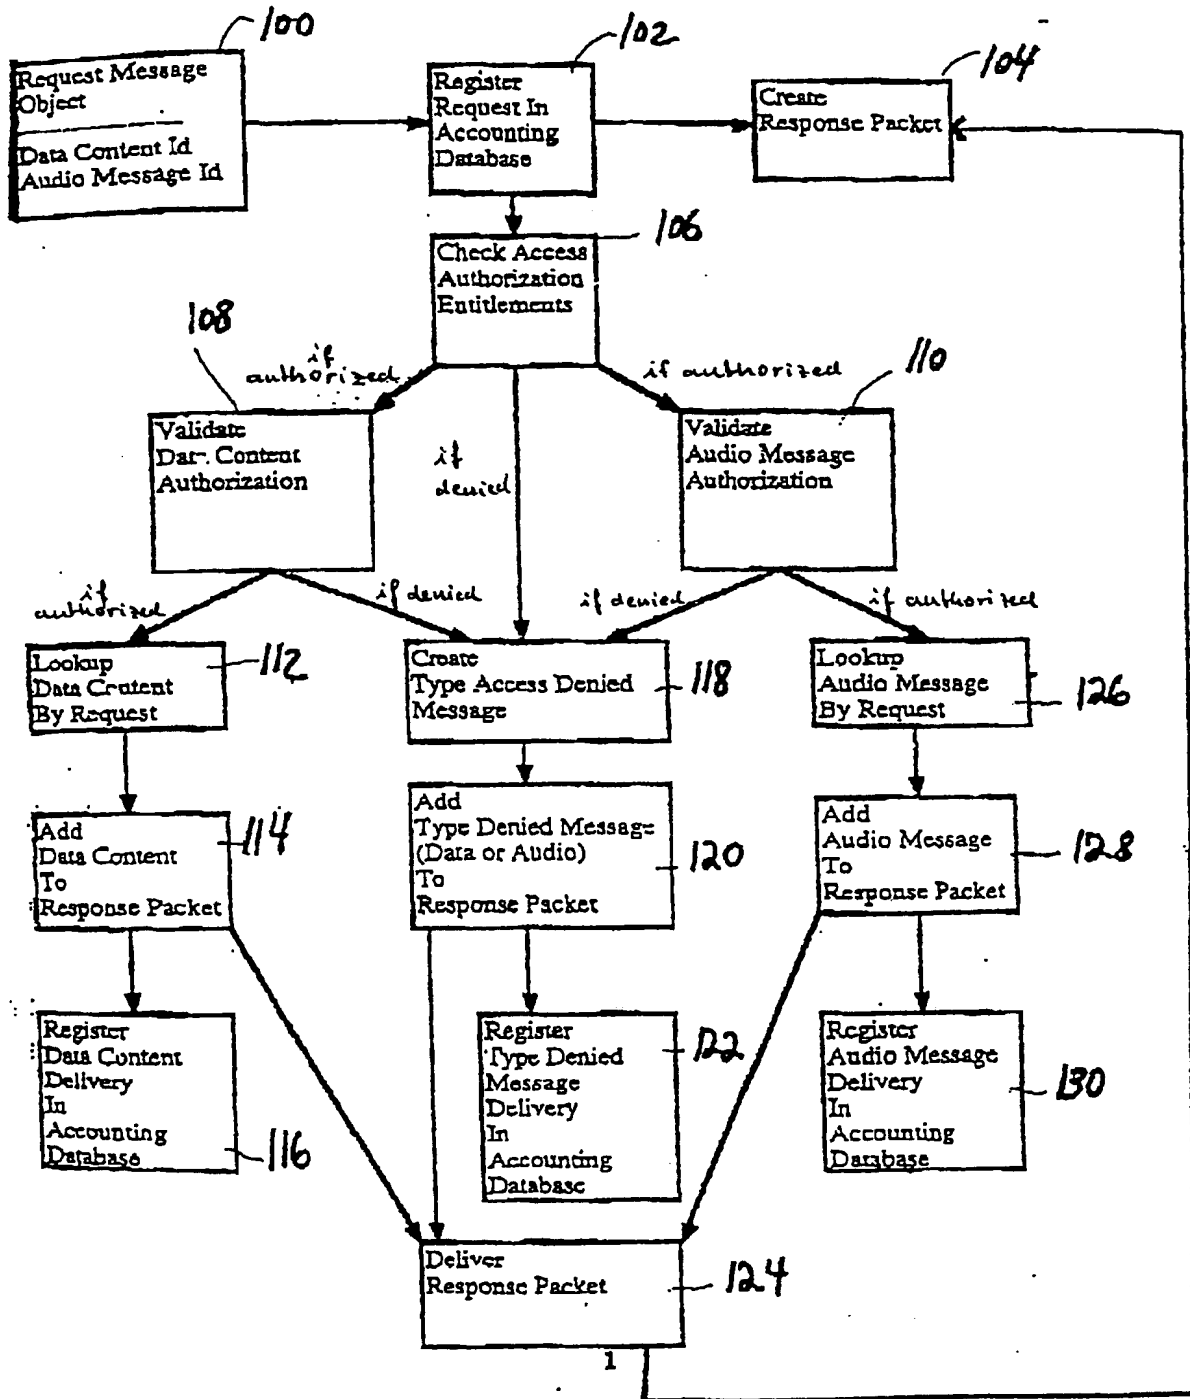 100
102
104
Request Message
Object
Data Content Id
Audio Message Id
Register
Request In
Accounting
Database
Create
Response Packet
106
Check Access
Authorization
Entitlements
108
if
authorized
if authorized
110
Validate
Dat. Content
Authorization
if
denied
Validate
Audio Message
Authorization
if
authorized
if denied
if denied
if authorized
Lookup
Data Crutent
By Request
112
Create
Type Access Denied
Message
118
Lookup
Audio Message
By Request
126
Add
Data Content
To
Response Packet
114
Add
Type Denied Message
(Data or Audio)
To
Response Packet
120
Add
Audio Message
To
Response Packet
128
Register
Data Content
Delivery
In
Accounting
Database
116
Register
Type Denied
Message
Delivery
In
Accounting
Database
122
Register
Audio Message
Delivery
In
Accounting
Database
130
Deliver
Response Packet
124
1